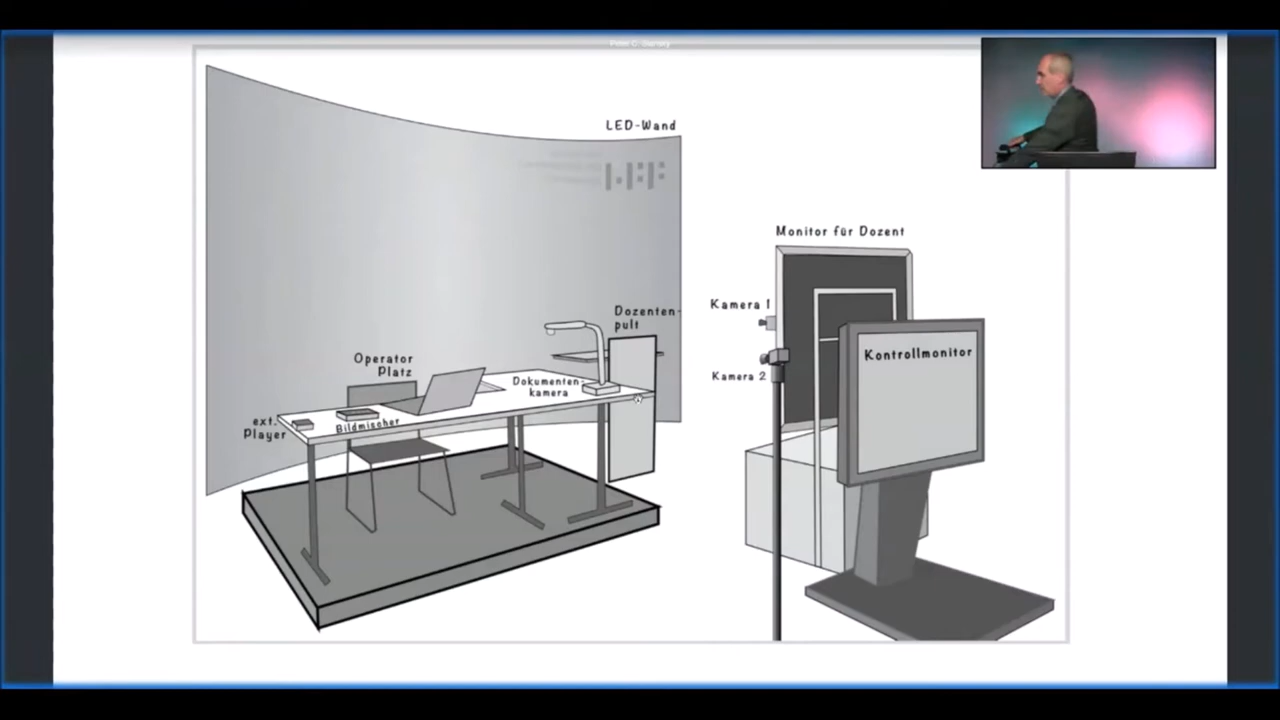 LED-Wand
Monitor für Dozent
Kamera 1
Dozenten-
pult
Kontrollmonitor
Operator
Platz
Kamera 2
Dokumenten-
kamera
ext.
Player
Bildmischer